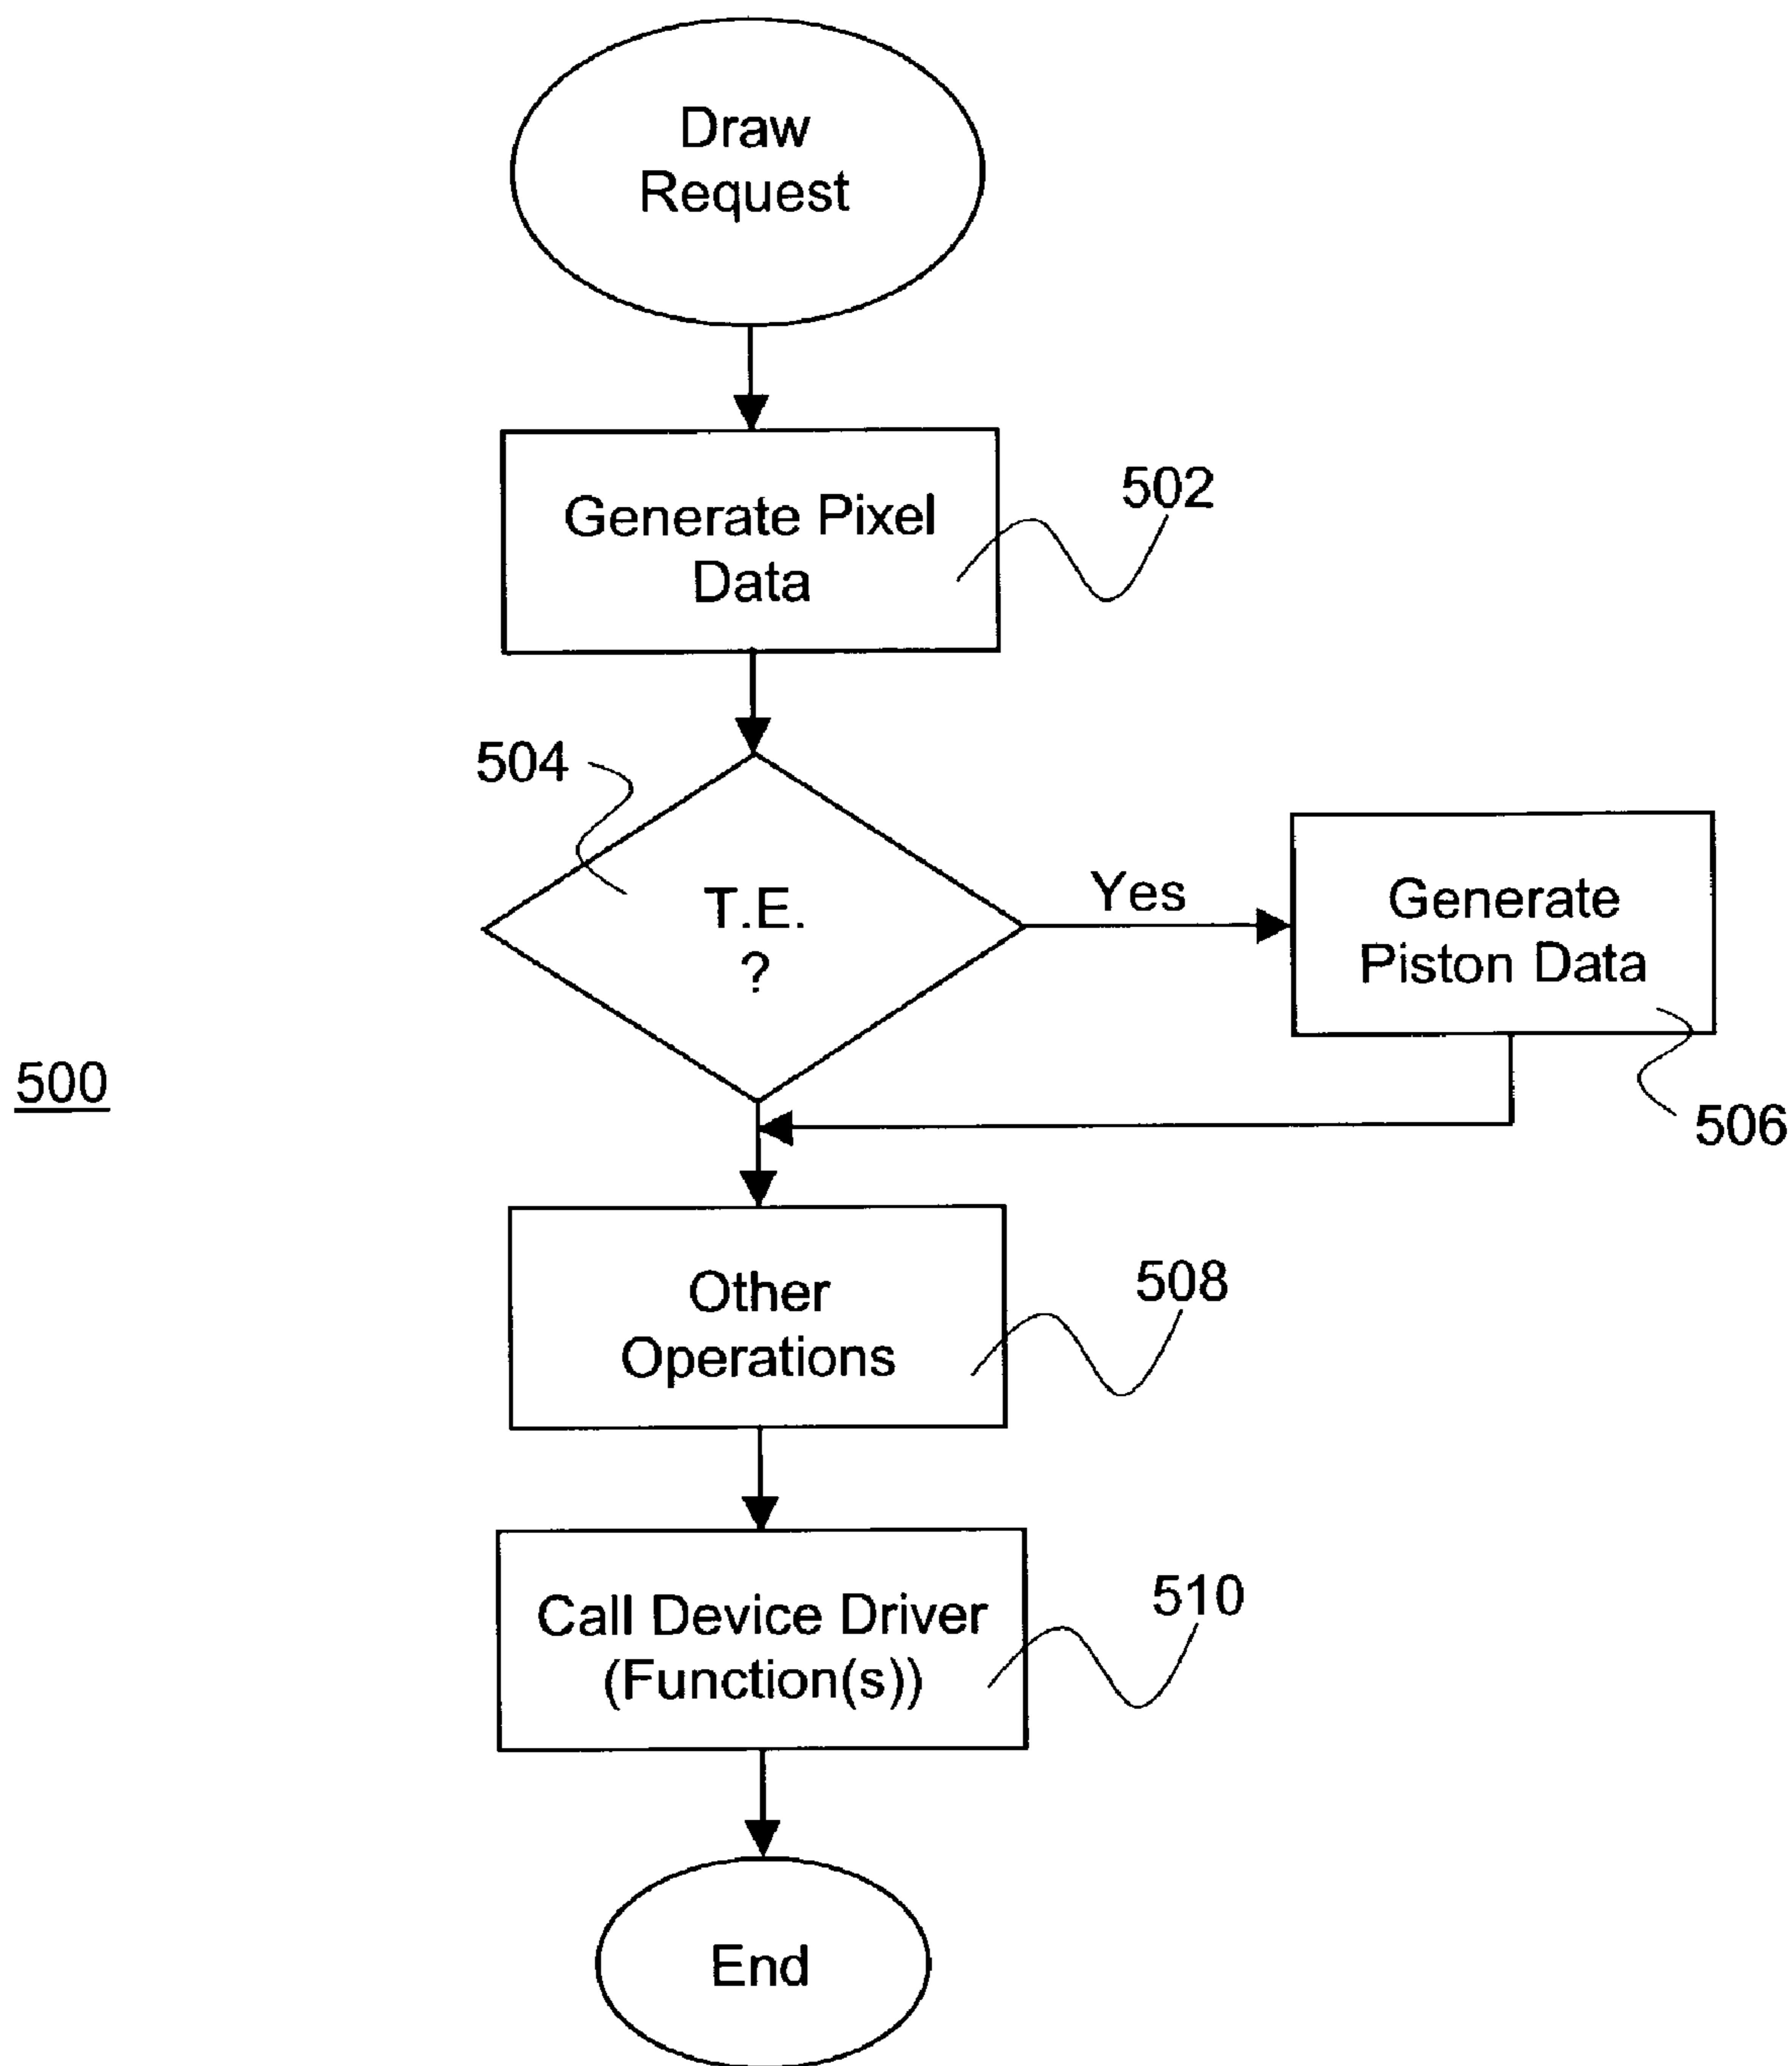 Draw
Request
Generate Pixel
Data
502
504
T.E.
?
Yes
Generate
Piston Data
500
506
Other
Operations
508
Call Device Driver
(Function(s))
510
End